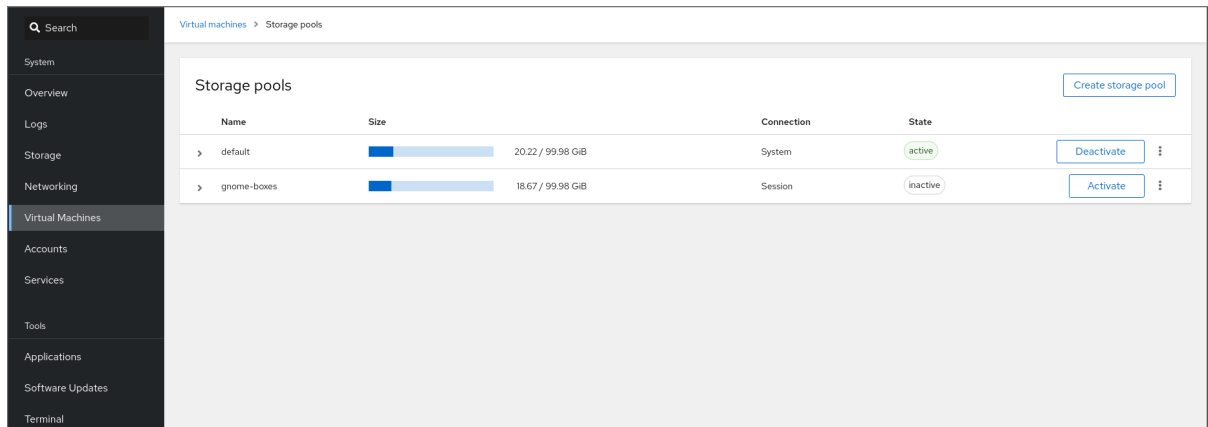 Search
System
Overview
Logs
Storage
Networking
Virtual Machines
Accounts
Services
Tools
Applications
Software Updates
Terminal
Virtual machines > Storage pools
Storage pools
Create storage pool
Name Size Connection State
default 20.22 / 99.98 GiB System active Deactivate
gnome-boxes 18.67 / 99.98 GiB Session inactive Activate